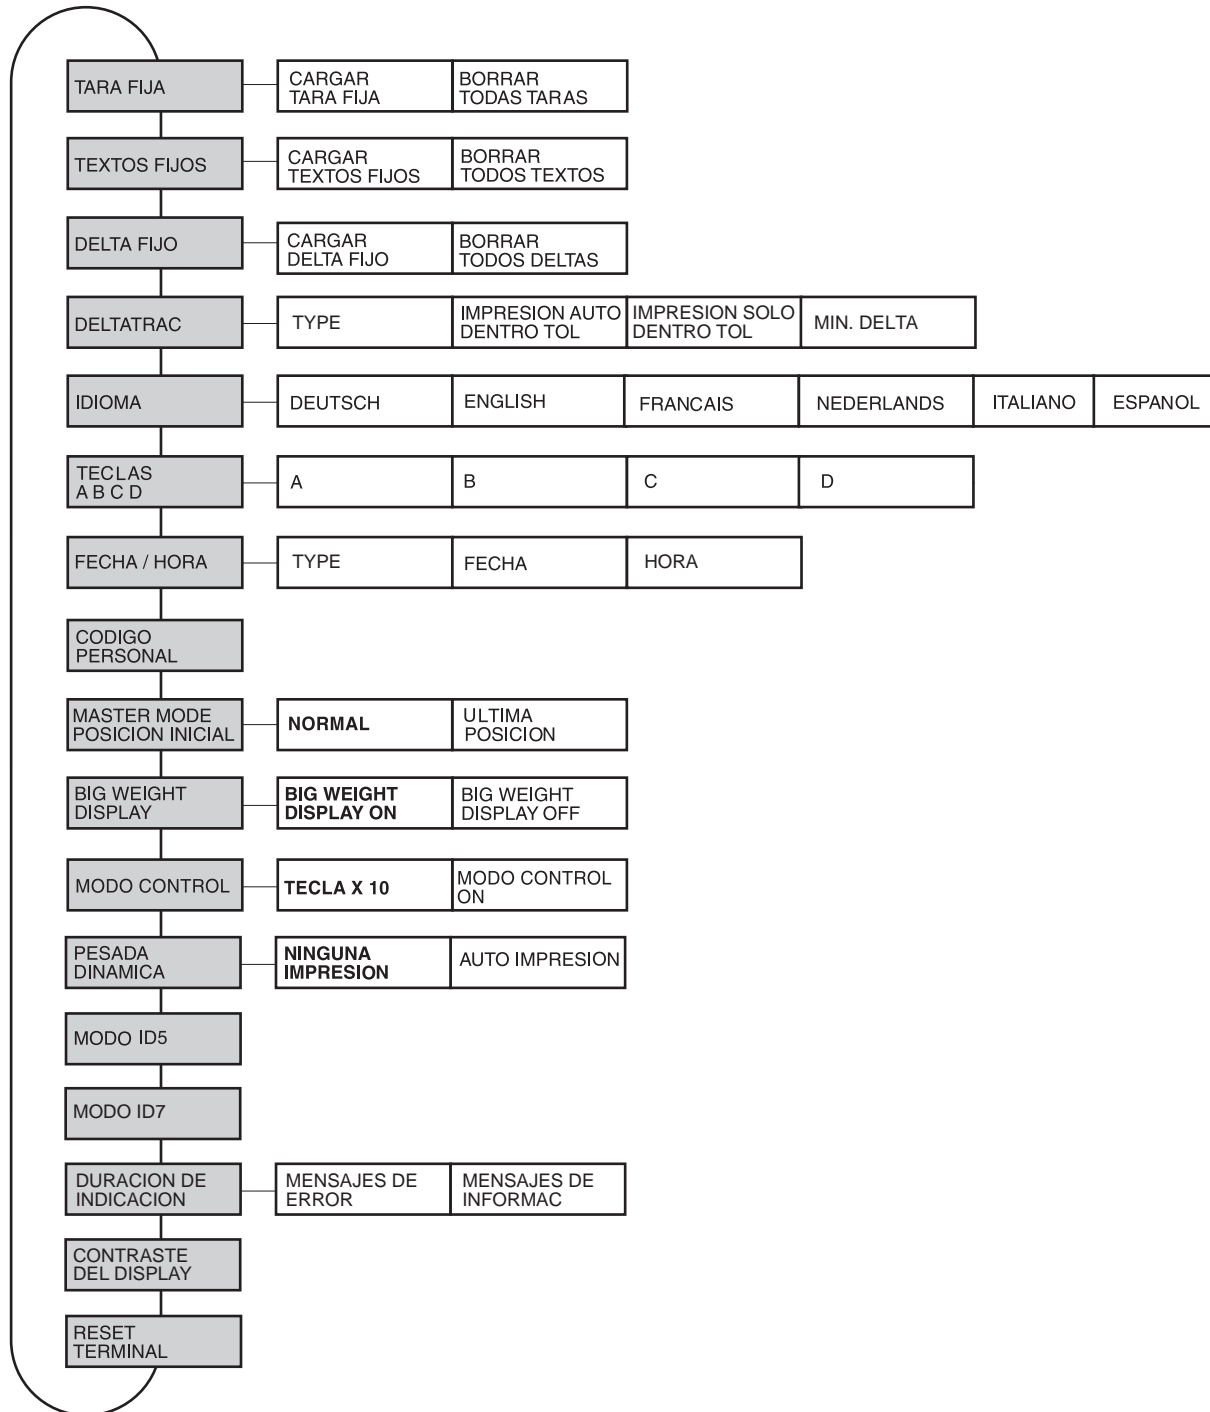 TARA FIJA
CARGAR
TARA FIJA
BORRAR
TODAS TARAS
TEXTOS FIJOS
CARGAR
TEXTOS FIJOS
BORRAR
TODOS TEXTOS
DELTA FIJO
CARGAR
DELTA FIJO
BORRAR
TODOS DELTAS
DELTATRAC
TYPE
IMPRESION AUTO
DENTRO TOL
IMPRESION SOLO
DENTRO TOL
MIN. DELTA
IDIOMA
DEUTSCH
ENGLISH
FRANCAIS
NEDERLANDS
ITALIANO
ESPANOL
TECLAS
A B C D
A
B
C
D
FECHA / HORA
TYPE
FECHA
HORA
CODIGO
PERSONAL
MASTER MODE
POSICION INICIAL
NORMAL
ULTIMA
POSICION
BIG WEIGHT
DISPLAY
BIG WEIGHT
DISPLAY ON
BIG WEIGHT
DISPLAY OFF
MODO CONTROL
TECLA X 10
MODO CONTROL
ON
PESADA
DINAMICA
NINGUNA
IMPRESION
AUTO IMPRESION
MODO ID5
MODO ID7
DURACION DE
INDICACION
MENSAJES DE
ERROR
MENSAJES DE
INFORMAC
CONTRASTE
DEL DISPLAY
RESET
TERMINAL